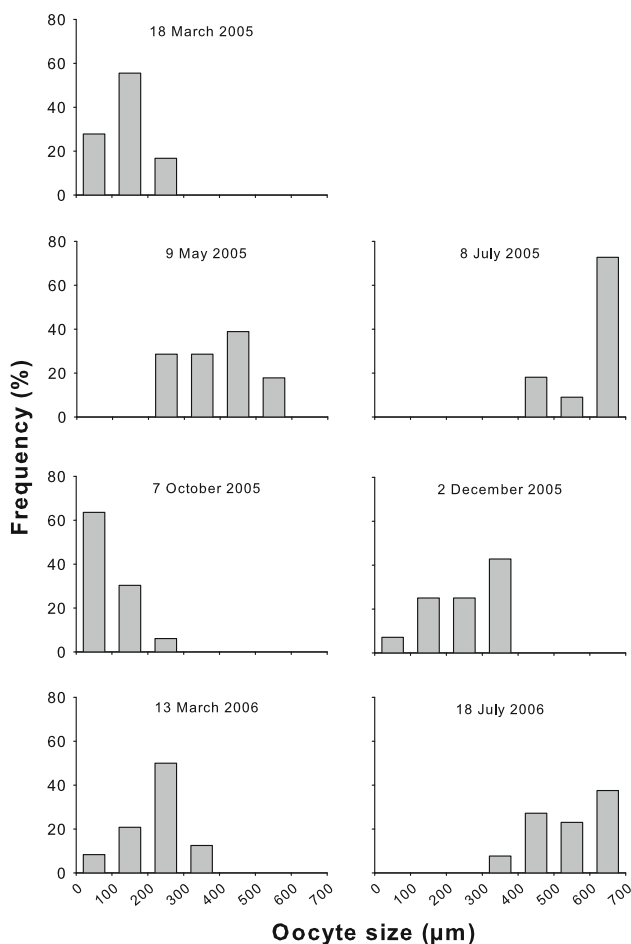 80
60
40
20
0
18 March 2005
80
60
40
20
0
9 May 2005
8 July 2005
Frequency (%)
80
60
40
20
0
7 October 2005
2 December 2005
80
60
40
20
0
13 March 2006
18 July 2006
0 100 200 300 400 500 600 700
0 100 200 300 400 500 600 700
Oocyte size (µm)